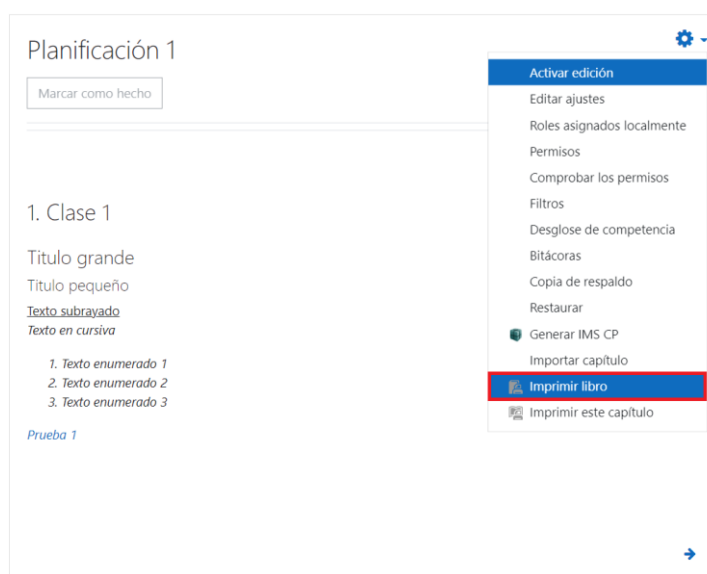 Planificación 1
Marcar como hecho
1. Clase 1
Titulo grande
Titulo pequeño
Texto subrayado
Texto en cursiva
1. Texto enumerado 1
2. Texto enumerado 2
3. Texto enumerado 3
Prueba 1
Activar edición
Editar ajustes
Roles asignados localmente
Permisos
Comprobar los permisos
Filtros
Desglose de competencia
Bitácoras
Copia de respaldo
Restaurar
Generar IMS CP
Importar capítulo
Imprimir libro
Imprimir este capítulo